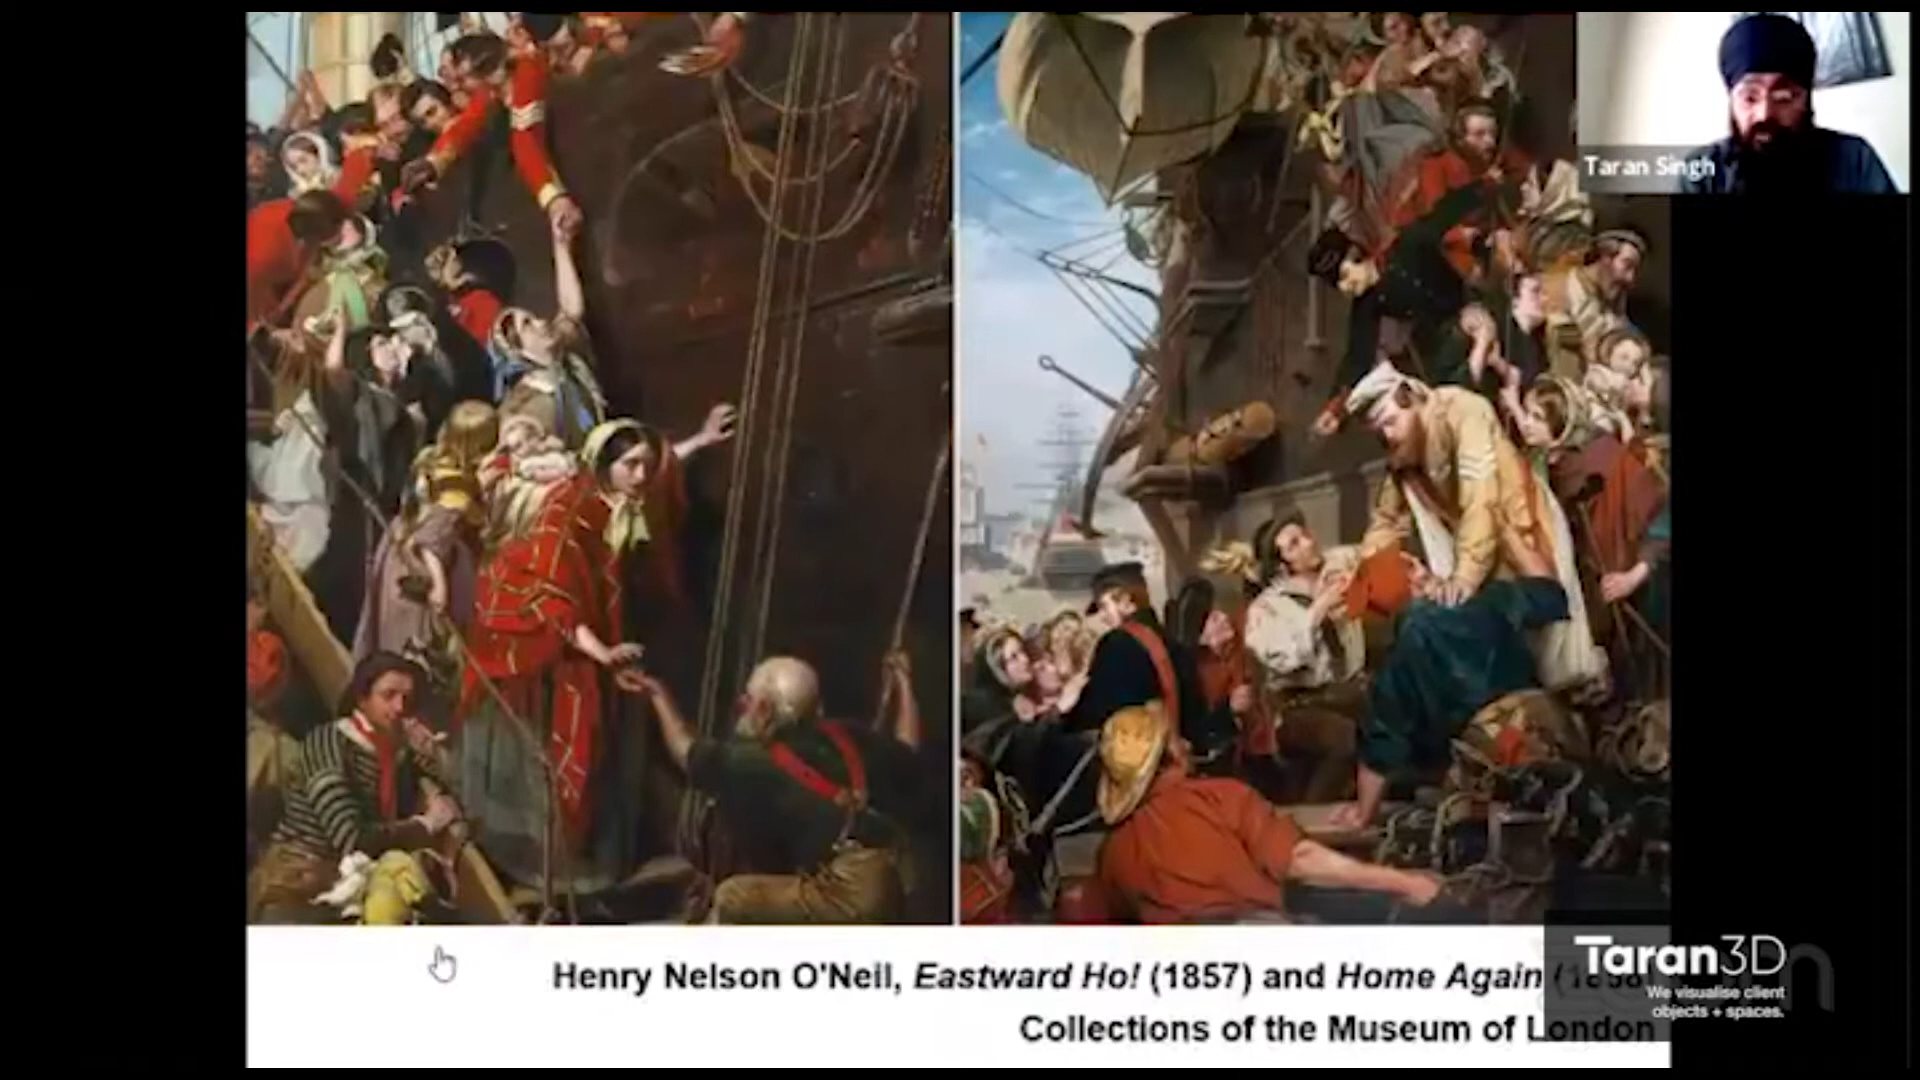 Taran Singh
Henry Nelson O'Neil, Eastward Ho! (1857) and Home Again
Collections of the Museum of London
Taran3D
We visualise client
objects + spaces.